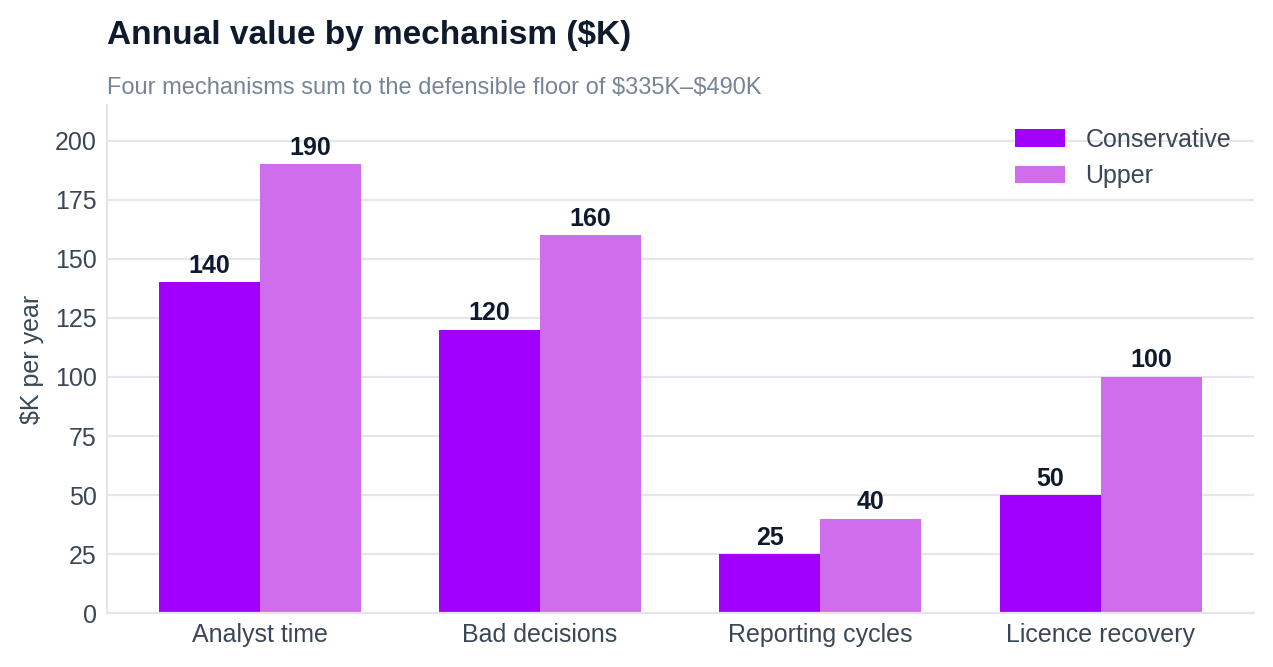 Annual value by mechanism ($K)
Four mechanisms sum to the defensible floor of $335K–$490K
Conservative
Upper
$K per year
200
175
150
125
100
75
50
25
0
140
190
120
160
25
40
50
100
Analyst time
Bad decisions
Reporting cycles
Licence recovery